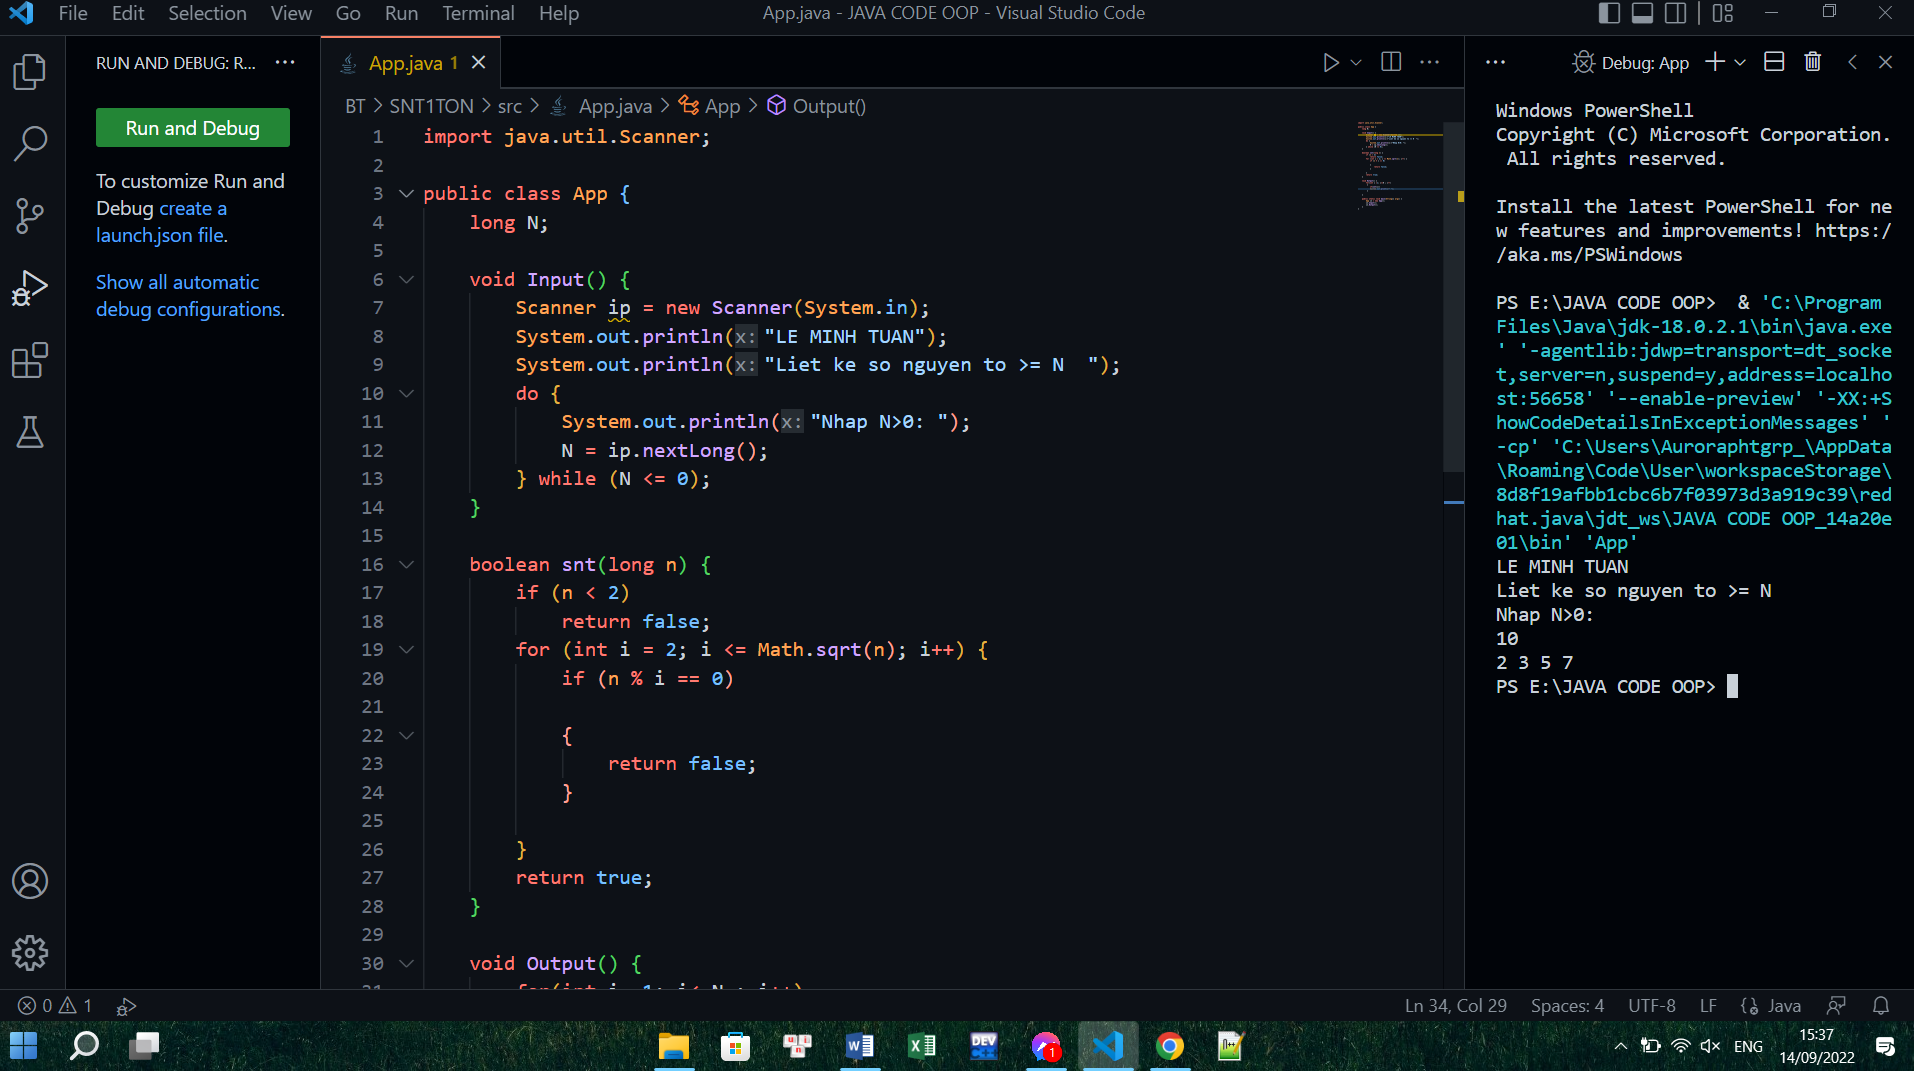 File Edit Selection View Go Run Terminal Help
App.java - JAVA CODE OOP - Visual Studio Code
RUN AND DEBUG: R... ···
Run and Debug
To customize Run and
Debug create a
launch.json file.
Show all automatic
debug configurations.
App.java 1
BT > SNT1TON > src > App.java > App > Output()
1 import java.util.Scanner;
2
3 public class App {
4 long N;
5
6 void Input() {
7 Scanner ip = new Scanner(System.in);
8 System.out.println(x: "LE MINH TUAN");
9 System.out.println(x: "Liet ke so nguyen to >= N  ");
10 do {
11 System.out.println(x: "Nhap N>0: ");
12 N = ip.nextLong();
13 } while (N <= 0);
14 }
15
16 boolean snt(long n) {
17 if (n < 2)
18 return false;
19 for (int i = 2; i <= Math.sqrt(n); i++) {
20 if (n % i == 0)
21
22 {
23 return false;
24 }
25
26 }
27 return true;
28 }
29
30 void Output() {
Debug: App
Windows PowerShell
Copyright (C) Microsoft Corporation.
All rights reserved.
Install the latest PowerShell for ne
w features and improvements! https:/
/aka.ms/PSWindows
PS E:\JAVA CODE OOP>  & 'C:\Program
Files\Java\jdk-18.0.2.1\bin\java.exe
' '-agentlib:jdwp=transport=dt_socke
t,server=n,suspend=y,address=localho
st:56658' '--enable-preview' '-XX:+S
howCodeDetailsInExceptionMessages' '
-cp' 'C:\Users\Auroraphtgrp_\AppData
\Roaming\Code\User\workspaceStorage\
8d8f19afbb1cbc6b7f03973d3a919c39\red
hat.java\jdt_ws\JAVA CODE OOP_14a20e
01\bin' 'App'
LE MINH TUAN
Liet ke so nguyen to >= N
Nhap N>0:
10
2 3 5 7
PS E:\JAVA CODE OOP>
0 1
Ln 34, Col 29 Spaces: 4 UTF-8 LF Java
DEV
1
ENG
15:37
14/09/2022